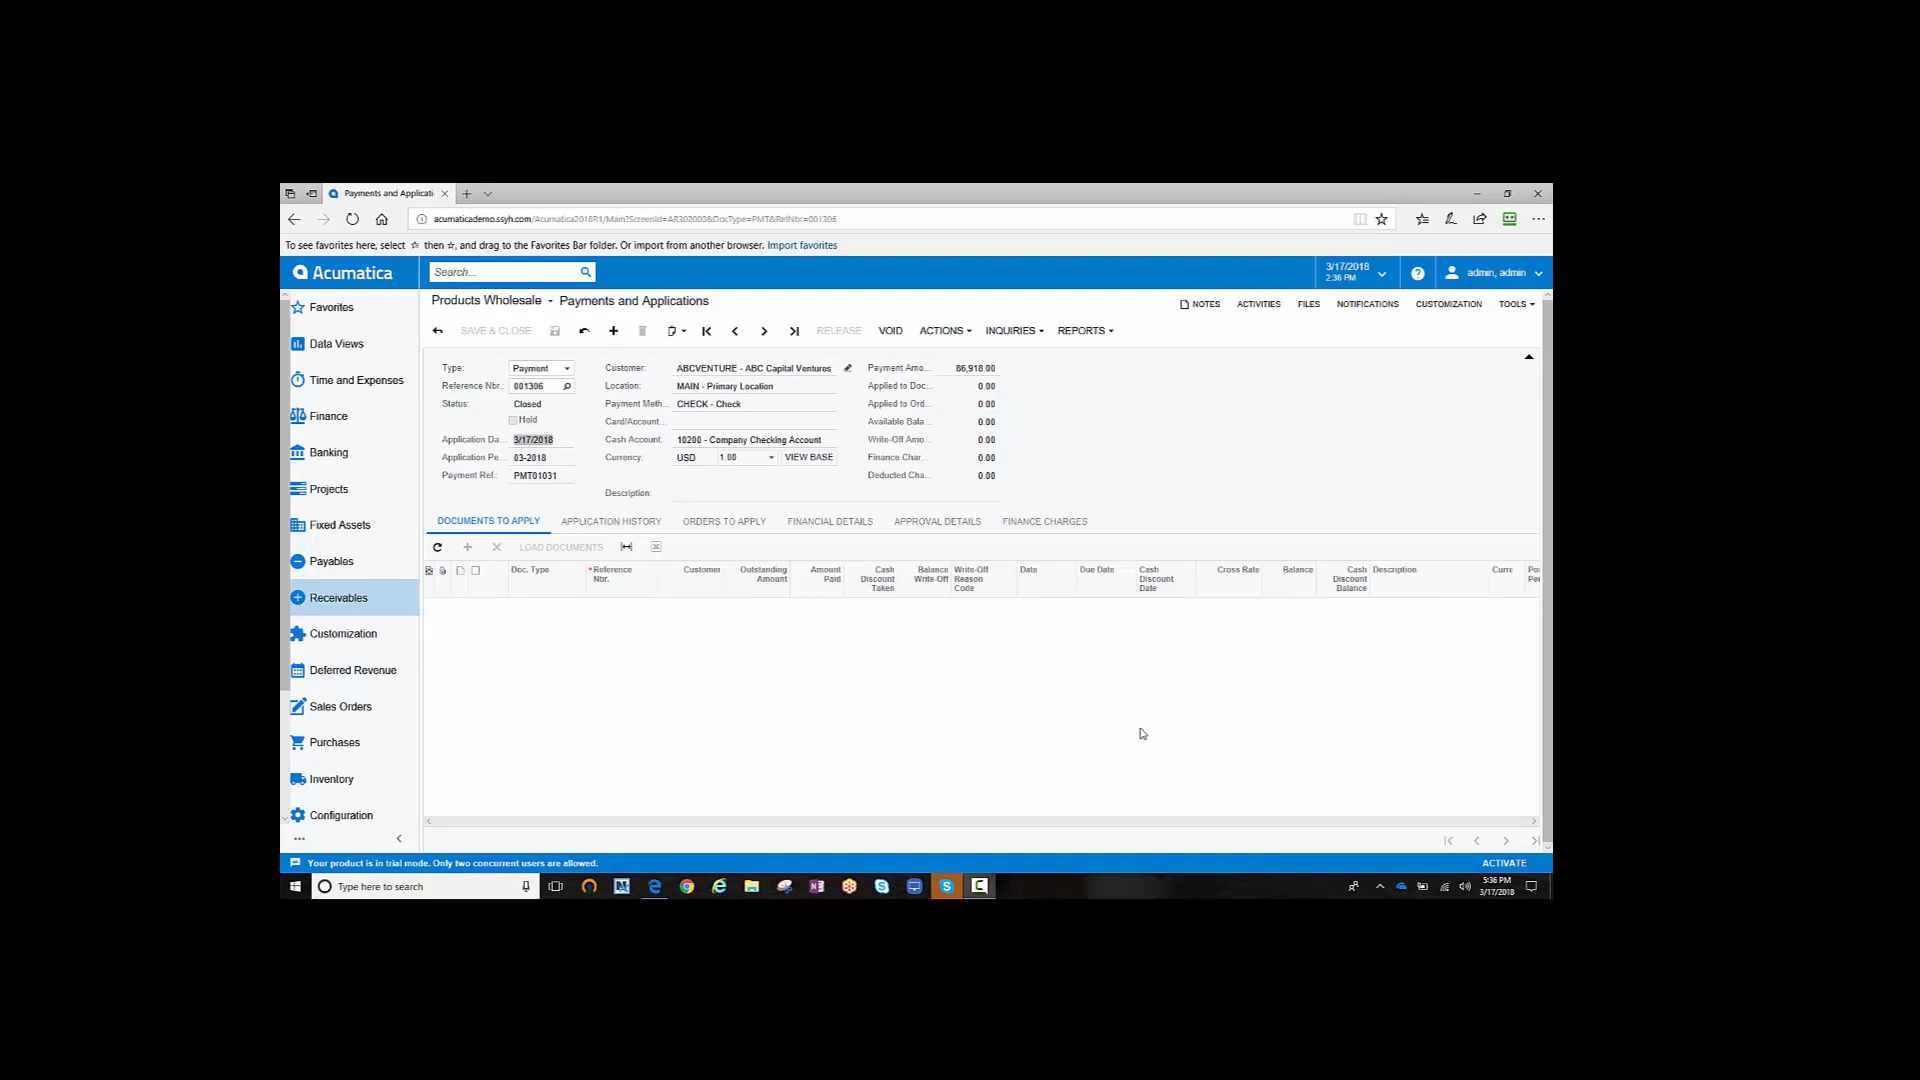 Payments and Applicati
acumaticademo.ssyh.com/Acumatica2018R1/Main?ScreenId=AR302000&DocType=PMT&RefNbr=001306
To see favorites here, select ☆ then ☆, and drag to the Favorites Bar folder. Or import from another browser. Import favorites
Acumatica
Search...
3/17/2018
2:36 PM
admin, admin
Products Wholesale - Payments and Applications
NOTES ACTIVITIES FILES NOTIFICATIONS CUSTOMIZATION TOOLS
SAVE & CLOSE RELEASE VOID ACTIONS INQUIRIES REPORTS
Favorites
Data Views
Time and Expenses
Finance
Banking
Projects
Fixed Assets
Payables
Receivables
Customization
Deferred Revenue
Sales Orders
Purchases
Inventory
Configuration
Type: Payment
Reference Nbr.: 001306
Status: Closed
Hold
Application Da... 3/17/2018
Application Pe... 03-2018
Payment Ref.: PMT01031
Customer: ABCVENTURE - ABC Capital Ventures
Location: MAIN - Primary Location
Payment Meth... CHECK - Check
Card/Account...
Cash Account: 10200 - Company Checking Account
Currency: USD 1.00 VIEW BASE
Description:
Payment Amo... 86,918.00
Applied to Doc... 0.00
Applied to Ord... 0.00
Available Bala... 0.00
Write-Off Amo... 0.00
Finance Char... 0.00
Deducted Cha... 0.00
DOCUMENTS TO APPLY APPLICATION HISTORY ORDERS TO APPLY FINANCIAL DETAILS APPROVAL DETAILS FINANCE CHARGES
LOAD DOCUMENTS
Doc. Type
*Reference
Nbr.
Customer
Outstanding
Amount
Amount
Paid
Cash
Discount
Taken
Balance
Write-Off
Write-Off
Reason
Code
Date
Due Date
Cash
Discount
Date
Cross Rate
Balance
Cash
Discount
Balance
Description
Curre
Pos
Per
Your product is in trial mode. Only two concurrent users are allowed.
ACTIVATE
Type here to search
5:36 PM
3/17/2018